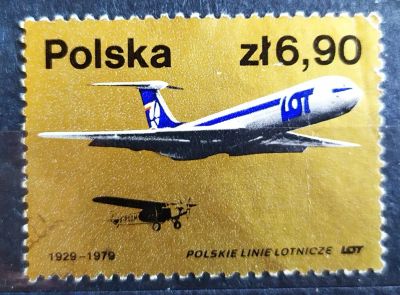 Polska zł6,90
LOT
1929-1979 POLSKIE LINIE LOTNICZE LOT